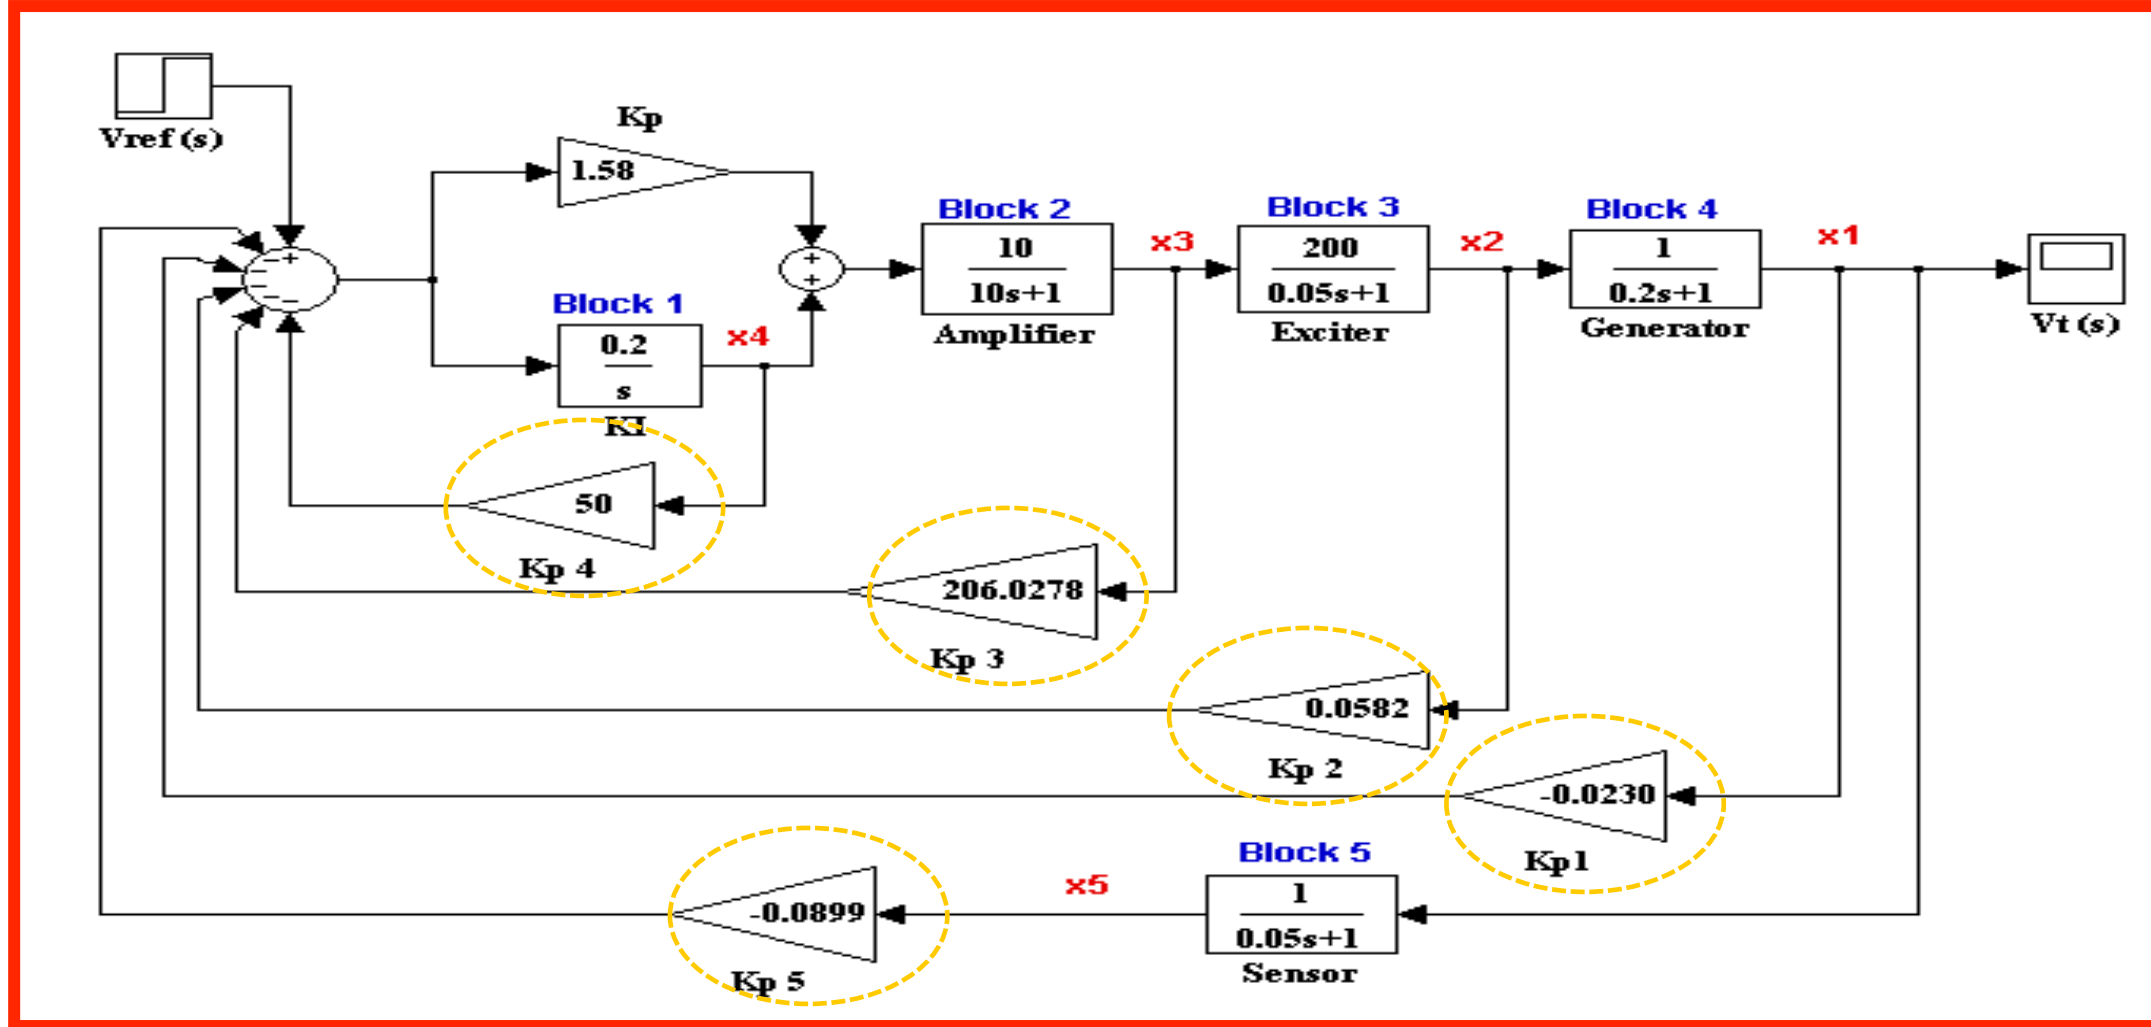 Vref (s)
Kp
1.58
Block 1
0.2
s
KI
x4
Block 2
10
10s+1
Amplifier
x3
Block 3
200
0.05s+1
Exciter
x2
Block 4
1
0.2s+1
Generator
x1
Vt (s)
+
−
−
−
−
−
+
+
50
Kp 4
206.0278
Kp 3
0.0582
Kp 2
-0.0230
Kp1
Block 5
1
0.05s+1
Sensor
x5
-0.0899
Kp 5